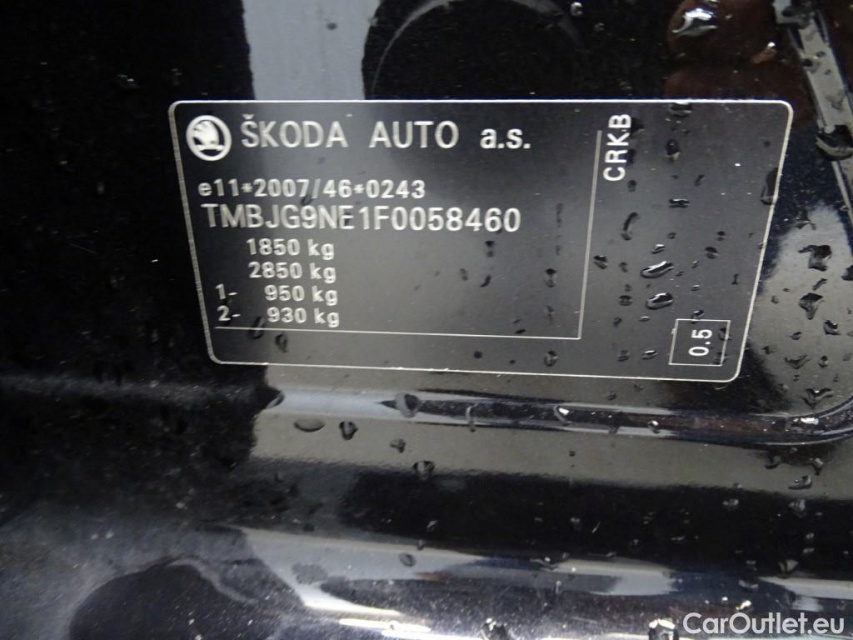 ŠKODA AUTO a.s.
e11*2007/46*0243
TMBJG9NE1F0058460
1850 kg
2850 kg
1- 950 kg
2- 930 kg
CRKB
0.5
CarOutlet.eu